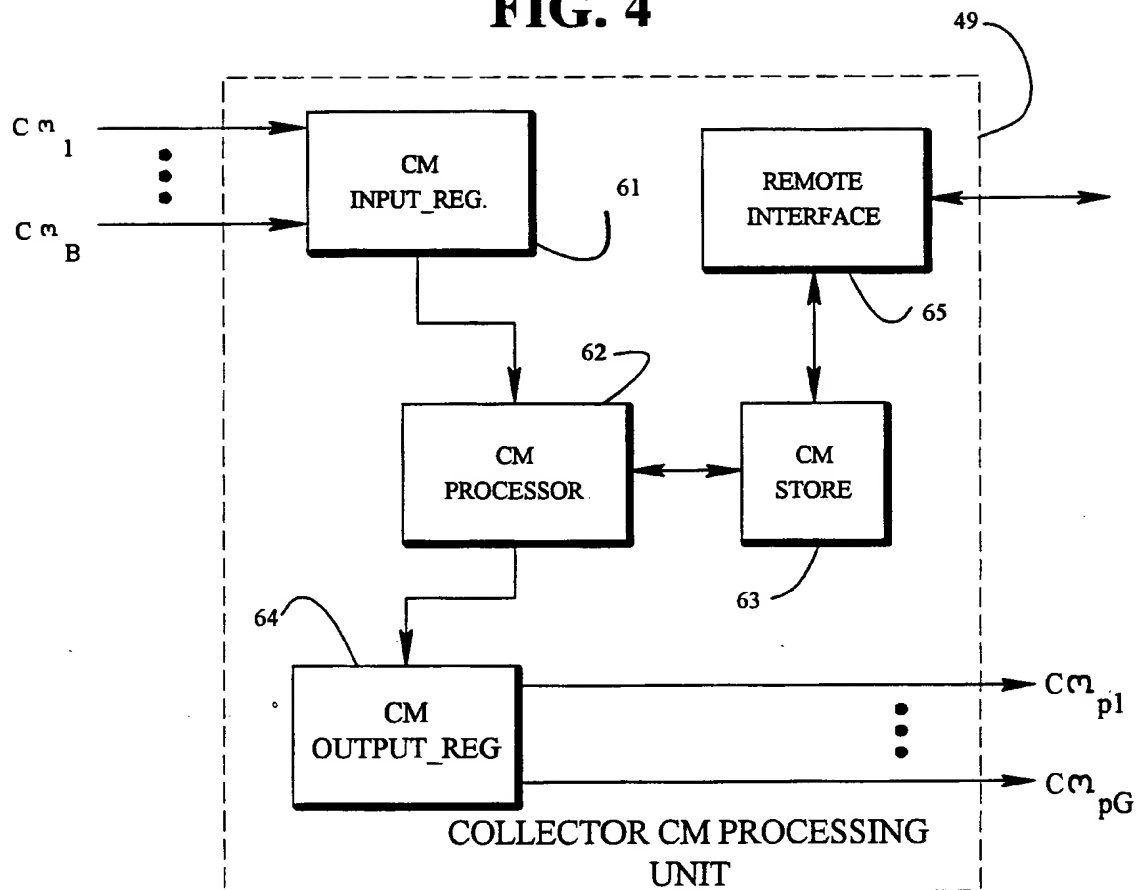 FIG. 4
49
Cm 1
CM
INPUT_REG.
61
REMOTE
INTERFACE
Cm B
65
62
CM
PROCESSOR
CM
STORE
63
64
CM
OUTPUT_REG
Cm p1
Cm pG
COLLECTOR CM PROCESSING
UNIT